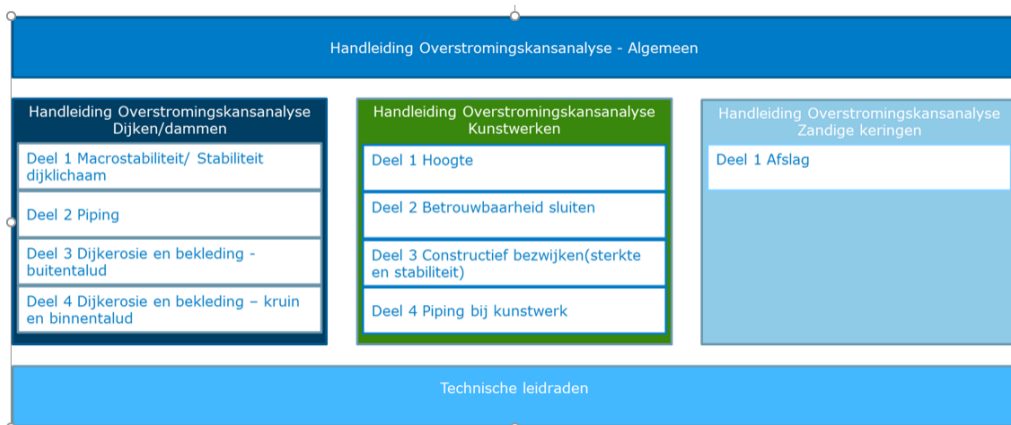 Handleiding Overstromingskansanalyse - Algemeen
Handleiding Overstromingskansanalyse
Dijken/dammen
Deel 1 Macrostabiliteit/ Stabiliteit
dijklichaam
Deel 2 Piping
Deel 3 Dijkerosie en bekleding -
buitentalud
Deel 4 Dijkerosie en bekleding – kruin
en binnentalud
Handleiding Overstromingskansanalyse
Kunstwerken
Deel 1 Hoogte
Deel 2 Betrouwbaarheid sluiten
Deel 3 Constructief bezwijken(sterkte
en stabiliteit)
Deel 4 Piping bij kunstwerk
Handleiding Overstromingskansanalyse
Zandige keringen
Deel 1 Afslag
Technische leidraden